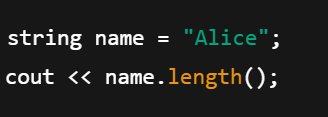 string name = "Alice";
cout << name.length();